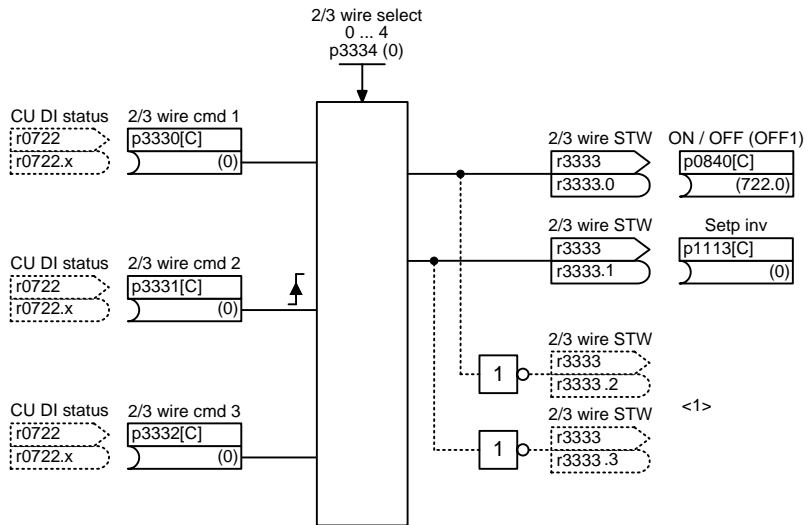 2/3 wire select
0 ... 4
p3334 (0)
CU DI status
r0722
r0722.x
2/3 wire cmd 1
p3330[C]
(0)
2/3 wire STW
r3333
r3333.0
ON / OFF (OFF1)
p0840[C]
(722.0)
2/3 wire STW
r3333
r3333.1
Setp inv
p1113[C]
(0)
CU DI status
r0722
r0722.x
2/3 wire cmd 2
p3331[C]
(0)
1
2/3 wire STW
r3333
r3333.2
<1>
CU DI status
r0722
r0722.x
2/3 wire cmd 3
p3332[C]
(0)
1
2/3 wire STW
r3333
r3333.3